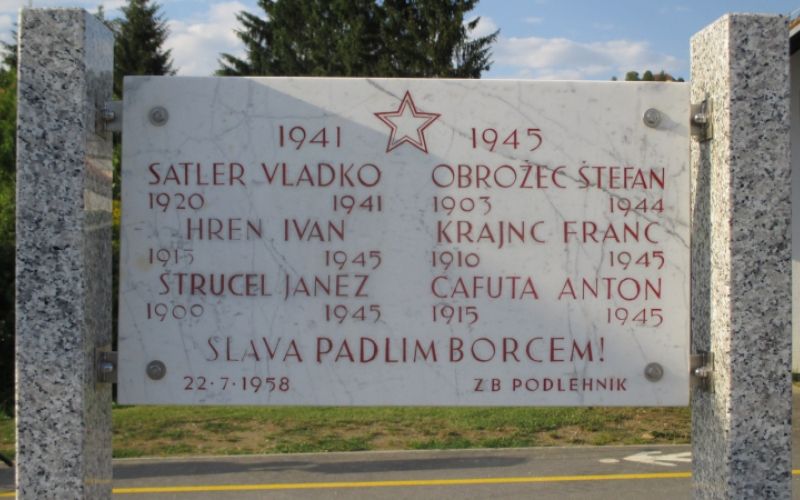 1941 1945
SATLER VLADKO OBROŽEC ŠTEFAN
1920 1941 1903 1944
HREN IVAN KRAJNC FRANC
1915 1945 1910 1945
ŠTRUCEL JANEZ CAFUTA ANTON
1900 1945 1915 1945
SLAVA PADLIM BORCEM!
22·7·1958 ZB PODLEHNIK